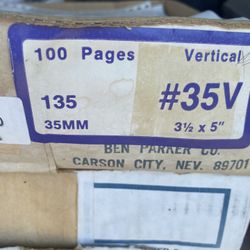 100 Pages Vertical
135 #35V
35MM 3½ x 5"
BEN PARKER CO.
CARSON CITY, NEV. 89701